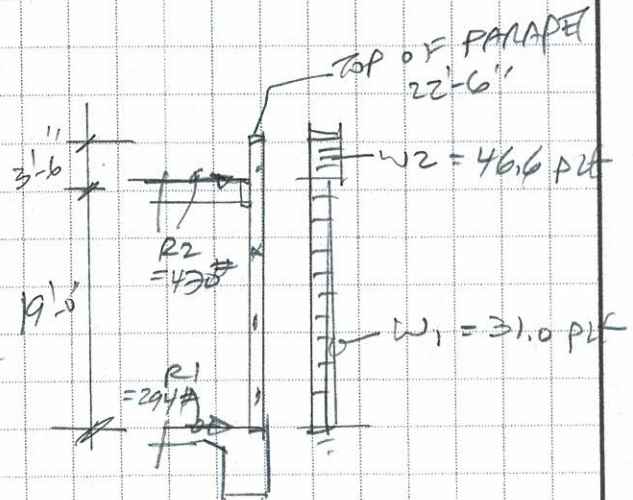 TOP OF PARAPET
22'-6"
3'-6"
W2 = 46.6 PLF
R2
19'-0"
W1 = 31.0 PLF
R1
=294#